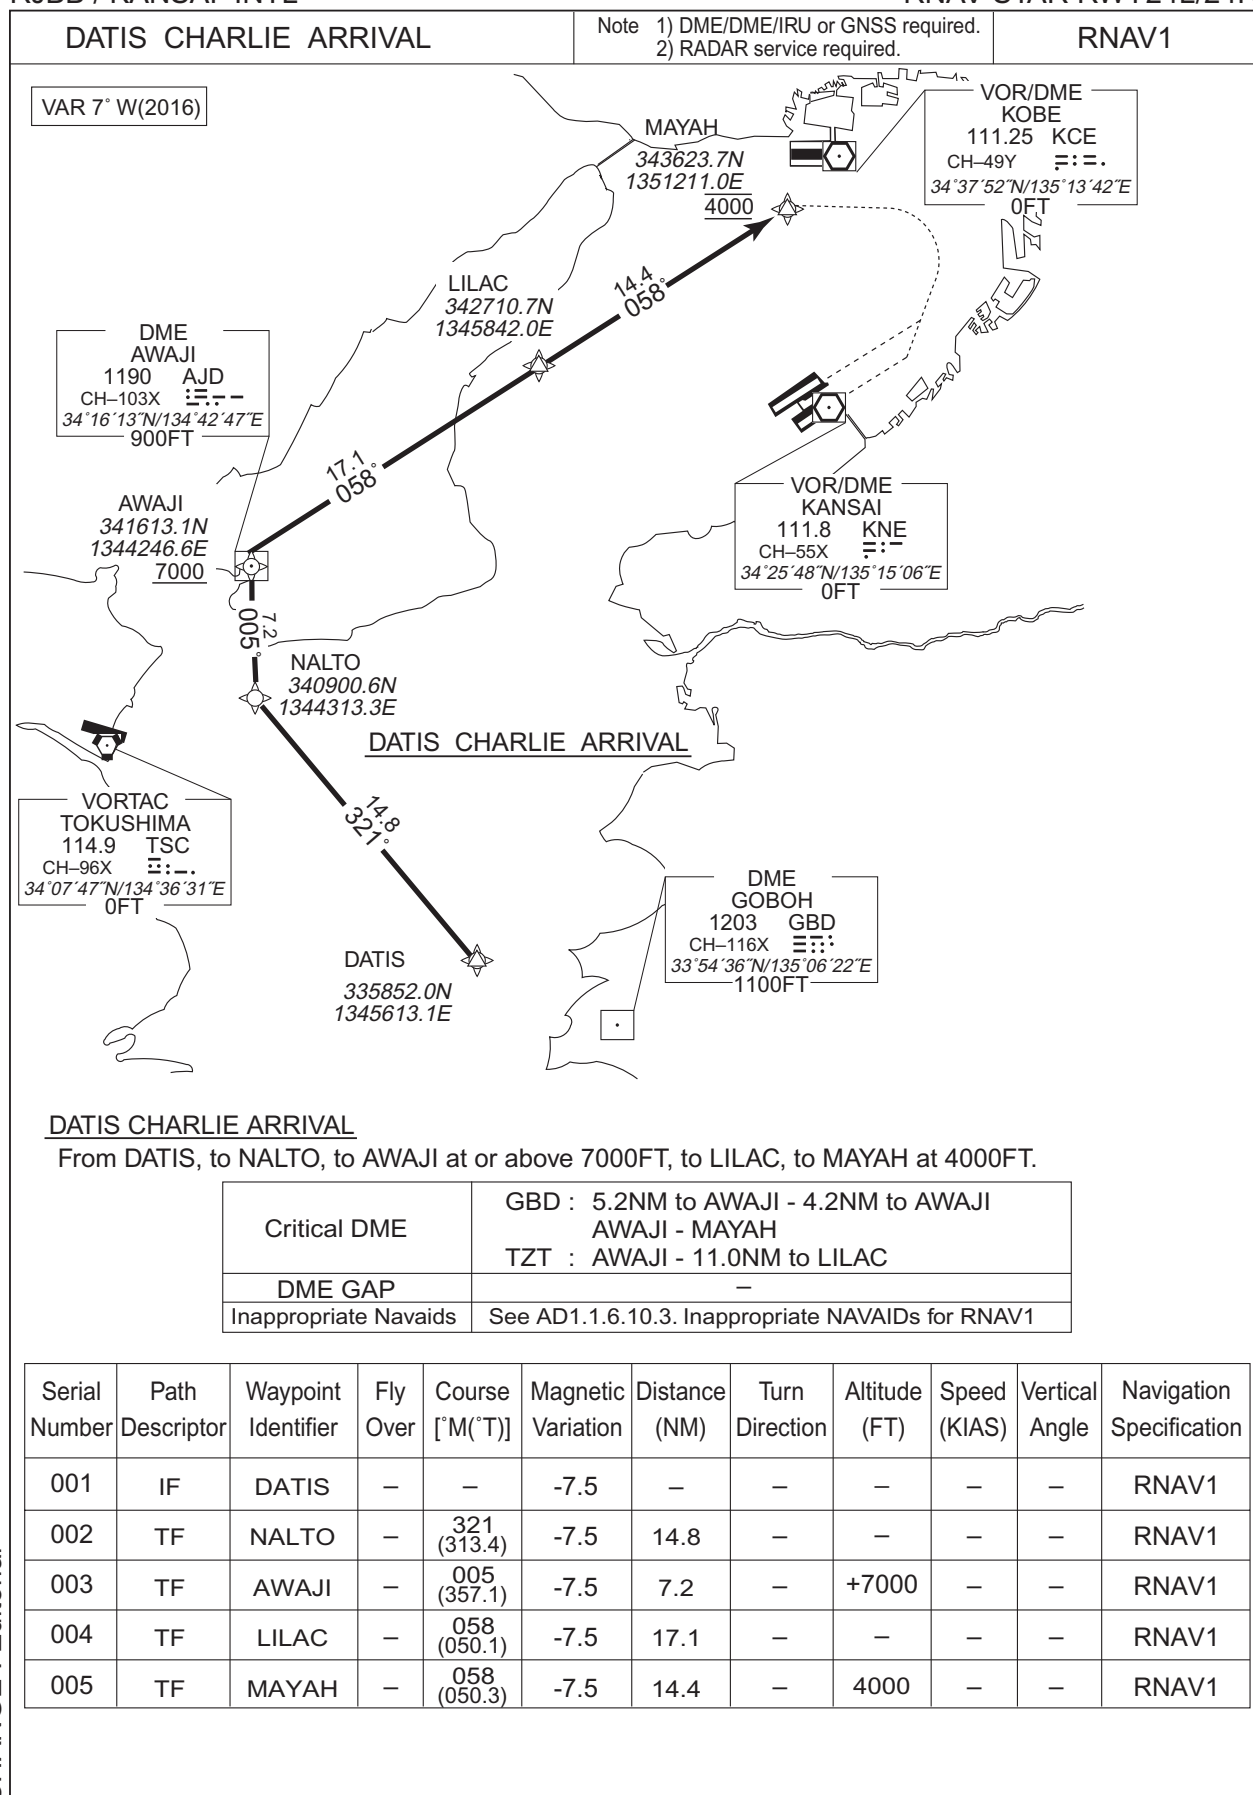 DATIS CHARLIE ARRIVAL
Note 1) DME/DME/IRU or GNSS required.
2) RADAR service required.
RNAV1
VAR 7° W(2016)
MAYAH
343623.7N
1351211.0E
4000
VOR/DME
KOBE
111.25 KCE
CH–49Y
34°37´52˝N/135°13´42˝E
0FT
LILAC
342710.7N
1345842.0E
14.4
058°
DME
AWAJI
1190 AJD
CH–103X
34°16´13˝N/134°42´47˝E
900FT
17.1
058°
AWAJI
341613.1N
1344246.6E
7000
VOR/DME
KANSAI
111.8 KNE
CH–55X
34°25´48˝N/135°15´06˝E
0FT
7.2
005°
NALTO
340900.6N
1344313.3E
DATIS CHARLIE ARRIVAL
VORTAC
TOKUSHIMA
114.9 TSC
CH–96X
34°07´47˝N/134°36´31˝E
0FT
14.8
321°
DME
GOBOH
1203 GBD
CH–116X
33°54´36˝N/135°06´22˝E
1100FT
DATIS
335852.0N
1345613.1E
DATIS CHARLIE ARRIVAL
From DATIS, to NALTO, to AWAJI at or above 7000FT, to LILAC, to MAYAH at 4000FT.
Critical DME
GBD : 5.2NM to AWAJI - 4.2NM to AWAJI
AWAJI - MAYAH
TZT : AWAJI - 11.0NM to LILAC
DME GAP –
Inappropriate Navaids See AD1.1.6.10.3. Inappropriate NAVAIDs for RNAV1
Serial Number Path Descriptor Waypoint Identifier Fly Over Course [°M(°T)] Magnetic Variation Distance (NM) Turn Direction Altitude (FT) Speed (KIAS) Vertical Angle Navigation Specification
001 IF DATIS – – -7.5 – – – – – RNAV1
002 TF NALTO – 321 (313.4) -7.5 14.8 – – – – RNAV1
003 TF AWAJI – 005 (357.1) -7.5 7.2 – +7000 – – RNAV1
004 TF LILAC – 058 (050.1) -7.5 17.1 – – – – RNAV1
005 TF MAYAH – 058 (050.3) -7.5 14.4 – 4000 – – RNAV1